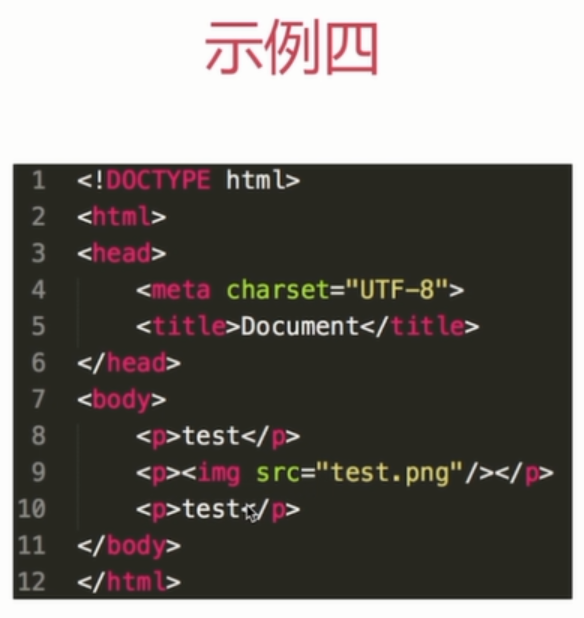 示例四
1 <!DOCTYPE html>
2 <html>
3 <head>
4     <meta charset="UTF-8">
5     <title>Document</title>
6 </head>
7 <body>
8     <p>test</p>
9     <p><img src="test.png"/></p>
10     <p>test</p>
11 </body>
12 </html>